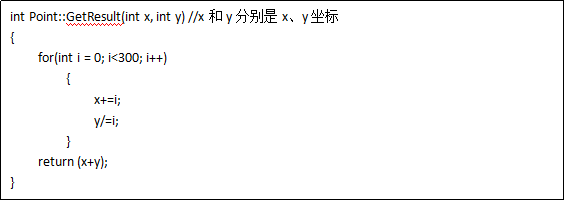 int Point::GetResult(int x, int y) //x 和 y 分别是 x、y 坐标
{
for(int i = 0; i<300; i++)
{
x+=i;
y/=i;
}
return (x+y);
}